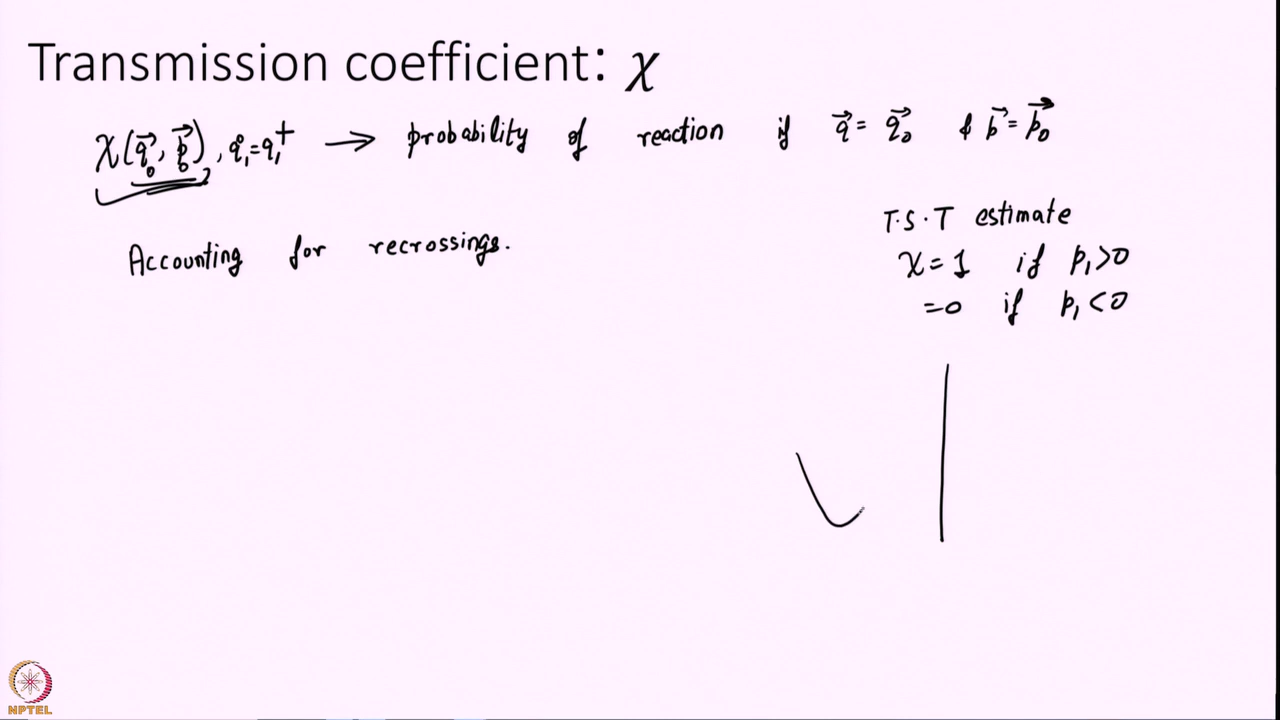 Transmission coefficient: χ
χ(q⃗₀, p⃗₀), q₁=q₁‡ → probability of reaction if q⃗ = q⃗₀ & p⃗ = p⃗₀
T.S.T estimate
Accounting for recrossings.
χ = 1 if p₁>0
=0 if p₁<0
NPTEL